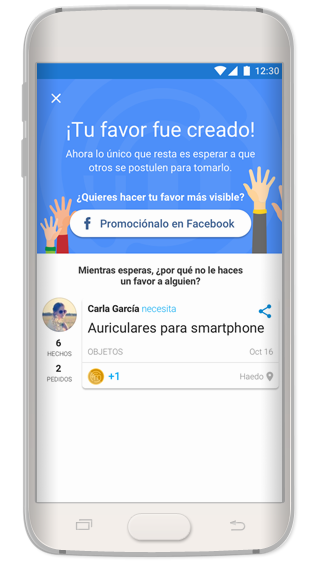 12:30
¡Tu favor fue creado!
Ahora lo único que resta es esperar a que
otros se postulen para tomarlo.
¿Quieres hacer tu favor más visible?
f Promociónalo en Facebook
Mientras esperas, ¿por qué no le haces
un favor a alguien?
Carla García necesita
Auriculares para smartphone
6
HECHOS
OBJETOS Oct 16
2
PEDIDOS
+1 Haedo